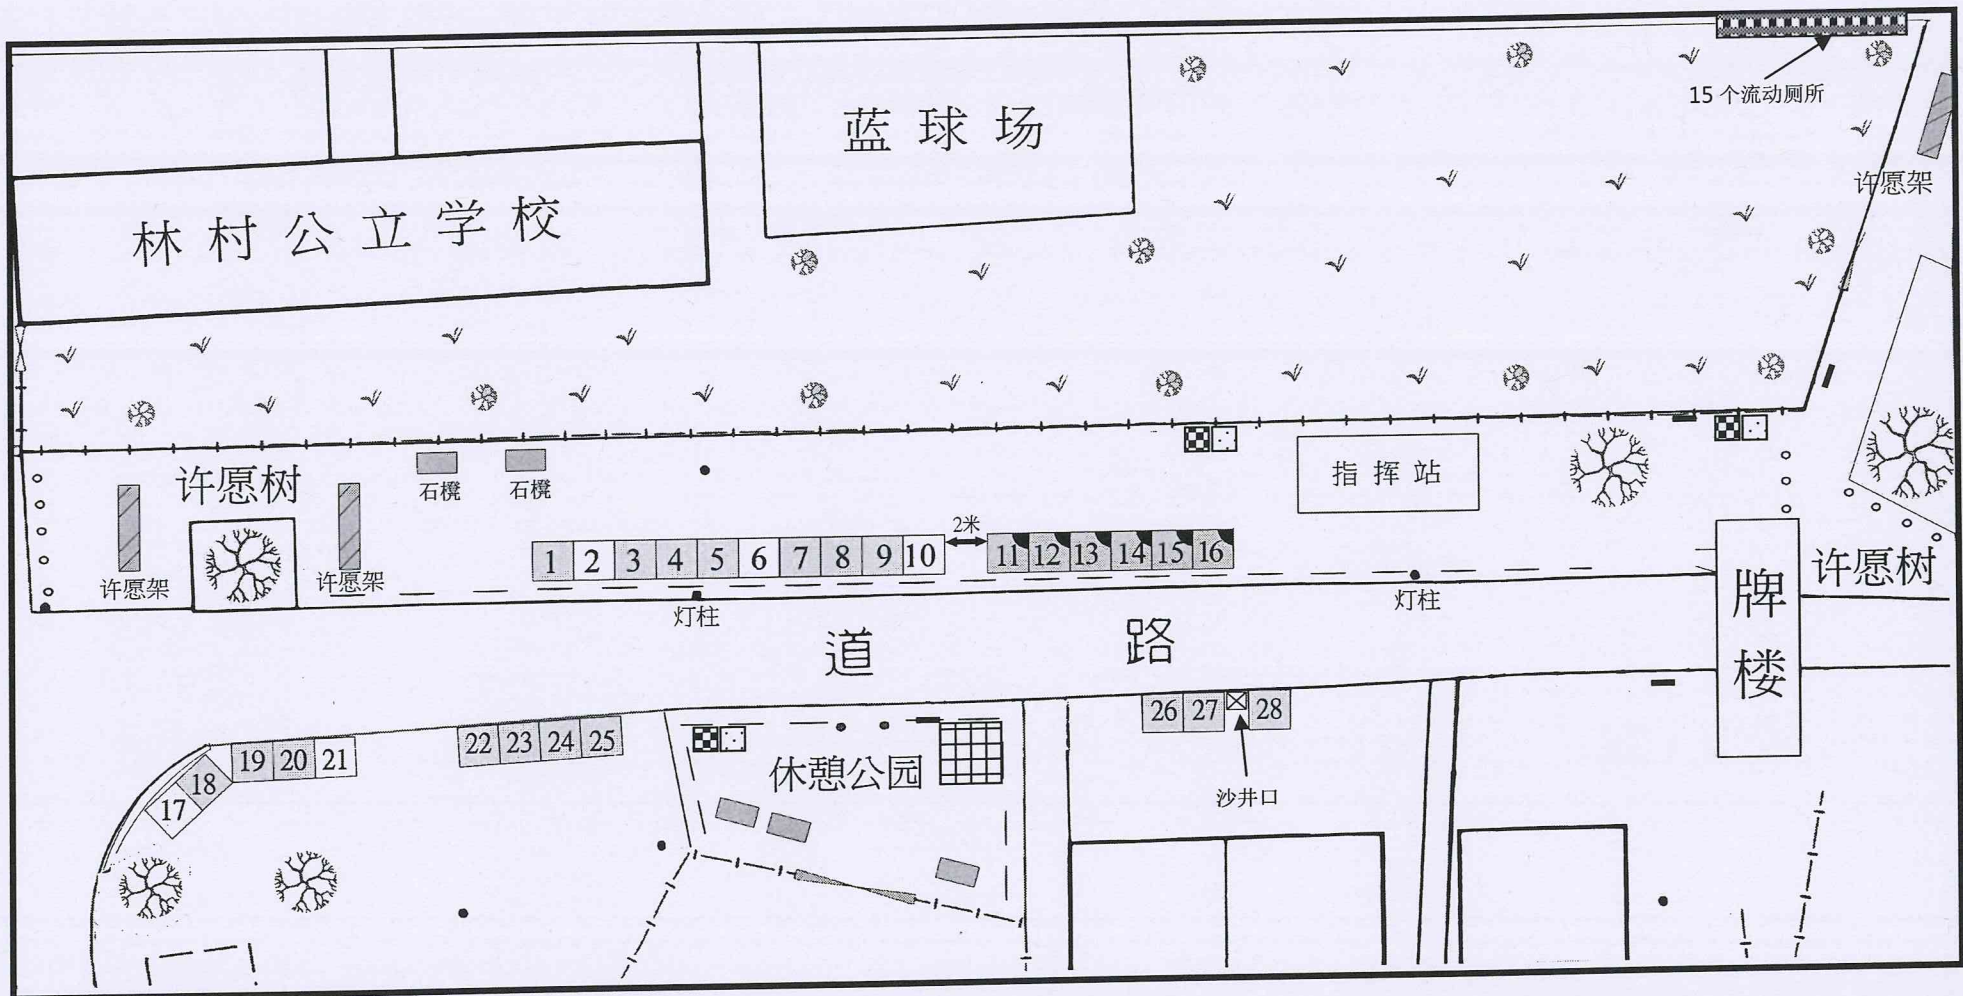 15 个流动厕所
蓝球场
许愿架
林村公立学校
许愿树
石櫈
石櫈
指挥站
许愿架
许愿架
2米
1 2 3 4 5 6 7 8 9 10
11 12 13 14 15 16
灯柱
灯柱
许愿树
牌楼
道路
26 27 28
沙井口
22 23 24 25
19 20 21
18
17
休憩公园